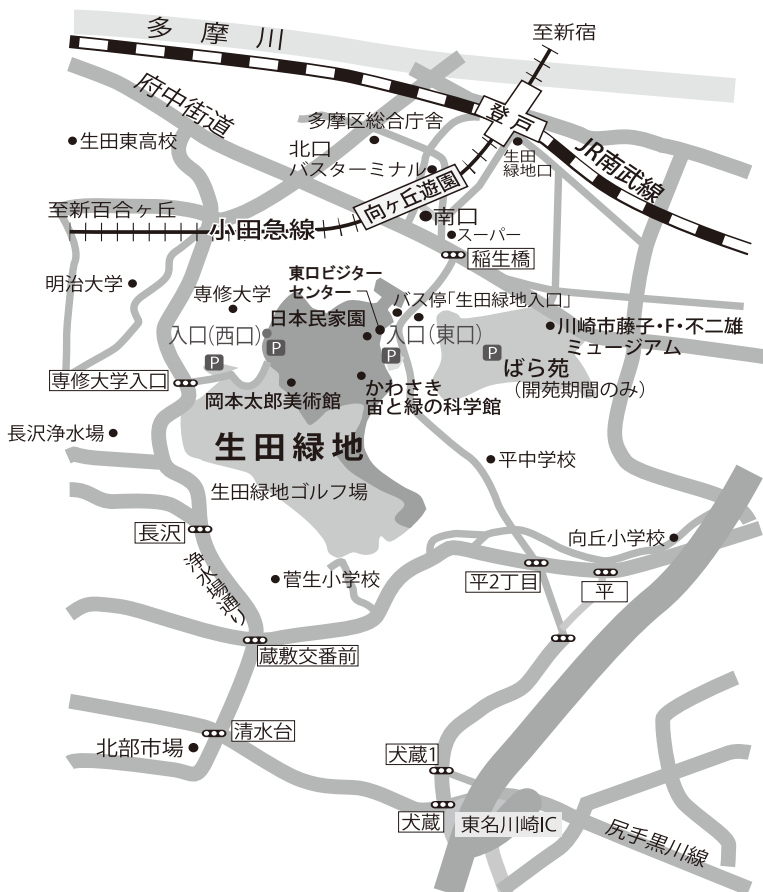 多摩川
至新宿
府中街道
登戸
多摩区総合庁舎
生田東高校
北口
バスターミナル
生田
緑地口
JR南武線
向ヶ丘遊園
至新百合ヶ丘
小田急線
南口
スーパー
稲生橋
明治大学
専修大学
東口ビジター
センター
バス停「生田緑地入口」
日本民家園
入口(西口)
入口(東口)
川崎市藤子・F・不二雄
ミュージアム
P
P
P
P
ばら苑
(開苑期間のみ)
専修大学入口
岡本太郎美術館
かわさき
宙と緑の科学館
長沢浄水場
生田緑地
平中学校
生田緑地ゴルフ場
長沢
向丘小学校
浄水場通り
菅生小学校
平2丁目
平
蔵敷交番前
清水台
北部市場
犬蔵1
犬蔵
東名川崎IC
尻手黒川線